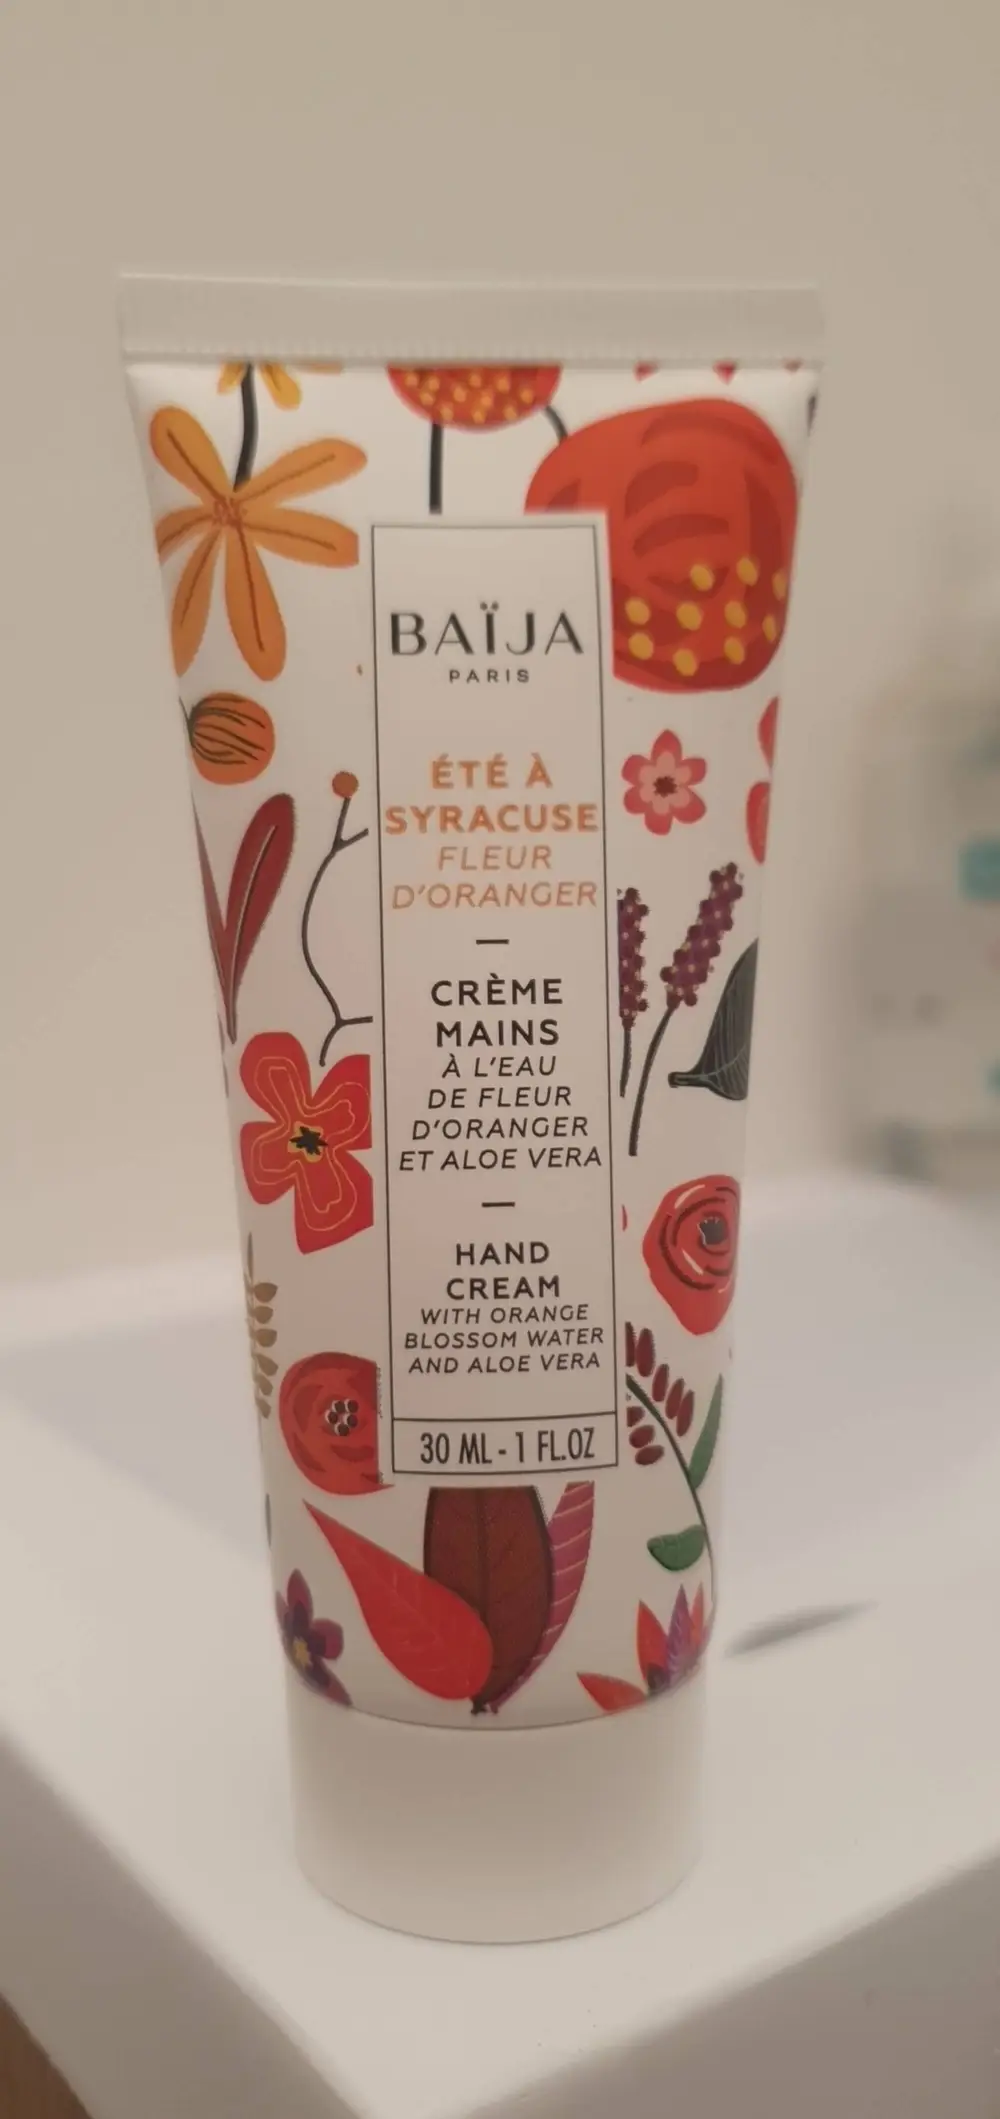 BAÏJA
PARIS
ÉTÉ À
SYRACUSE
FLEUR
D'ORANGER
—
CRÈME
MAINS
À L'EAU
DE FLEUR
D'ORANGER
ET ALOE VERA
—
HAND
CREAM
WITH ORANGE
BLOSSOM WATER
AND ALOE VERA
30 ML - 1 FL.OZ